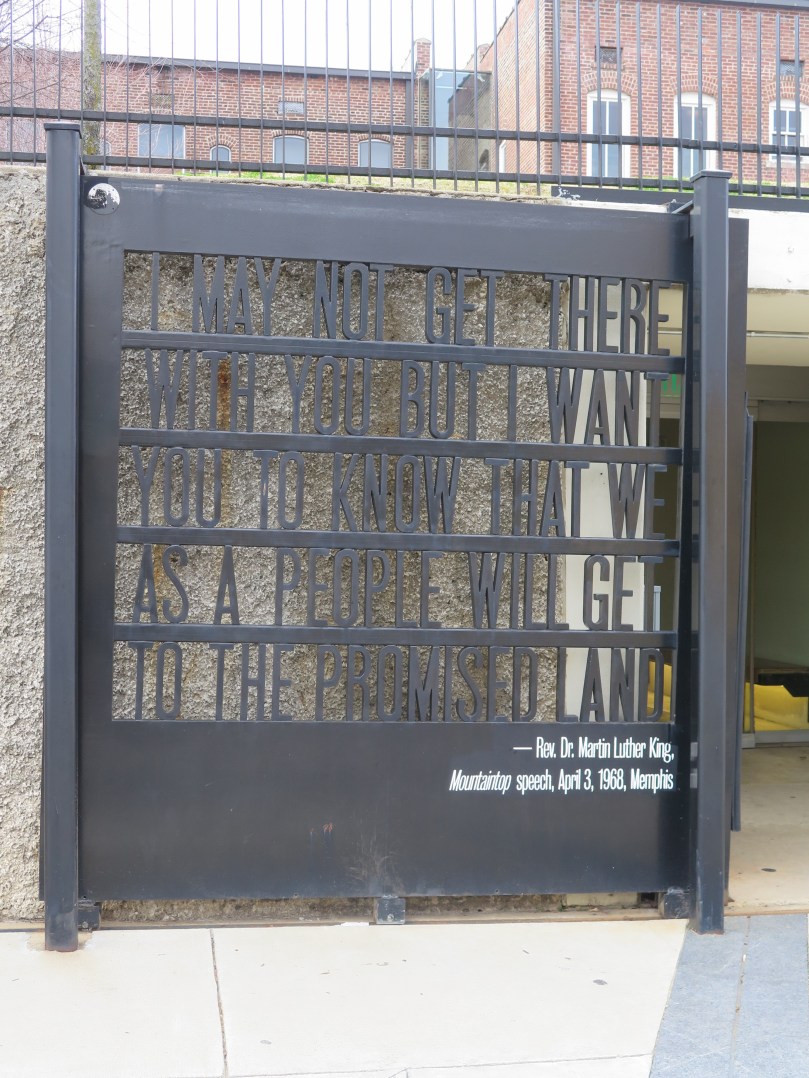 I MAY NOT GET THERE
WITH YOU BUT I WANT
YOU TO KNOW THAT WE
AS A PEOPLE WILL GET
TO THE PROMISED LAND
— Rev. Dr. Martin Luther King,
Mountaintop speech, April 3, 1968, Memphis